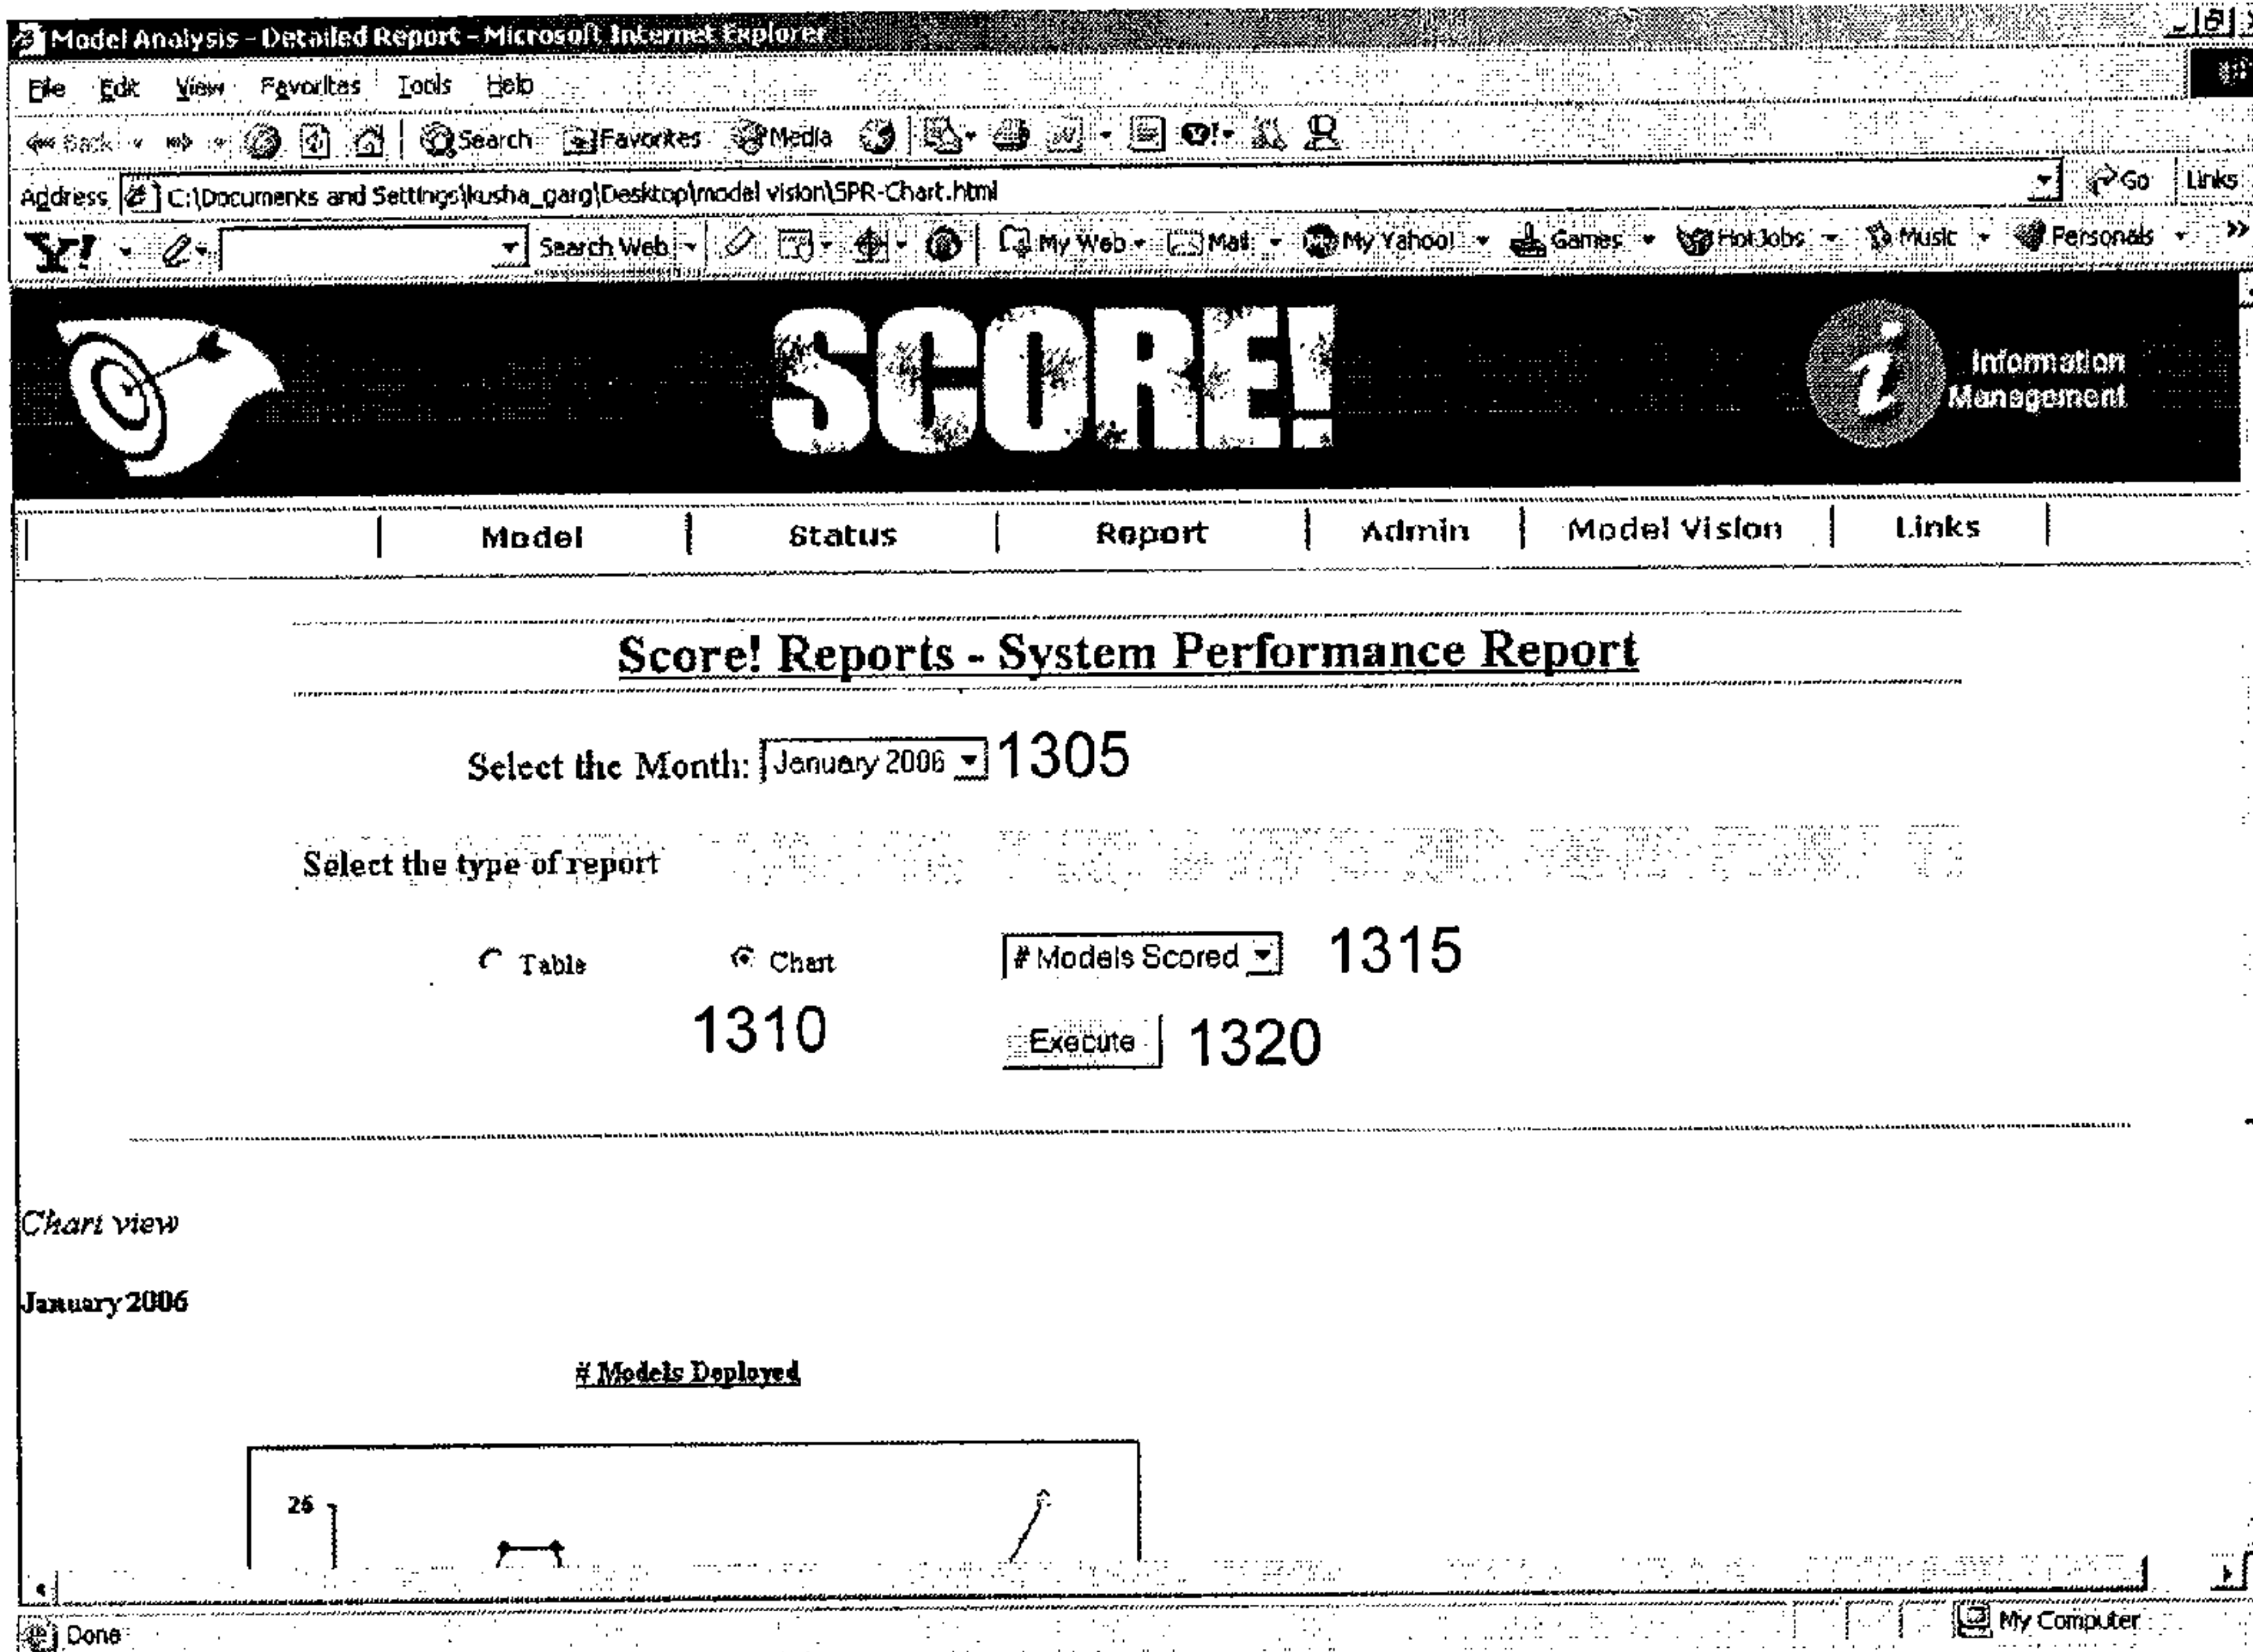 Model Analysis - Detailed Report - Microsoft Internet Explorer
File Edit View Favorites Tools Help
Back Search Favorites Media
Address C:\Documents and Settings\kusha_garg\Desktop\model vision\SPR-Chart.html Go Links
Y! Search Web My Web Mail My Yahoo! Games HotJobs Music Personals »
SCORE!
i Information
Management
Model Status Report Admin Model Vision Links
Score! Reports - System Performance Report
Select the Month: January 2006 1305
Select the type of report
Table Chart # Models Scored 1315
1310 Execute 1320
Chart view
January 2006
# Models Deployed
25
Done My Computer